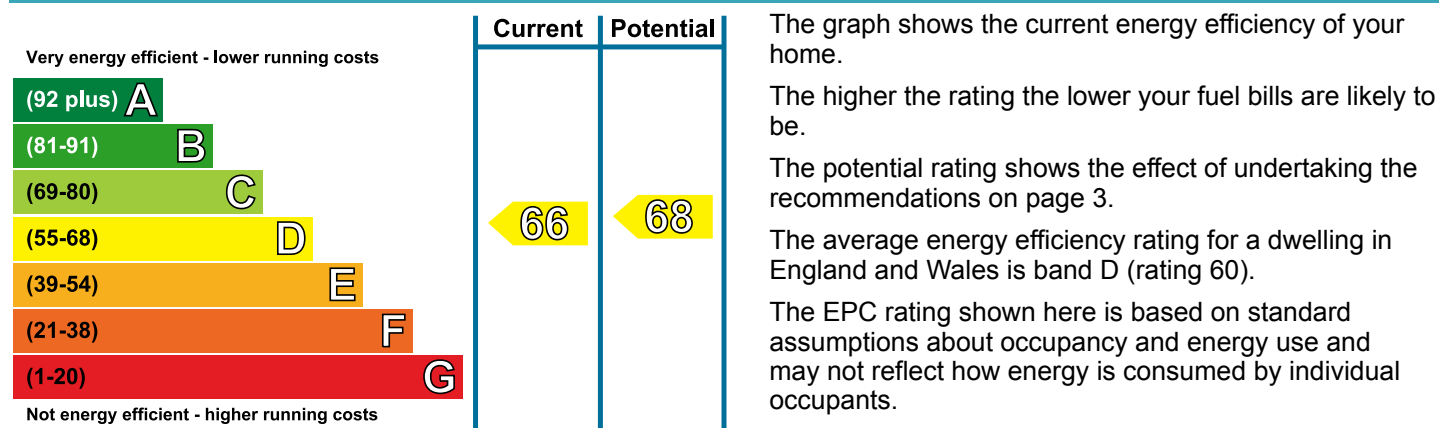 Current Potential
Very energy efficient - lower running costs
(92 plus) A
(81-91) B
(69-80) C
(55-68) D
(39-54) E
(21-38) F
(1-20) G
Not energy efficient - higher running costs
66
68
The graph shows the current energy efficiency of your
home.
The higher the rating the lower your fuel bills are likely to
be.
The potential rating shows the effect of undertaking the
recommendations on page 3.
The average energy efficiency rating for a dwelling in
England and Wales is band D (rating 60).
The EPC rating shown here is based on standard
assumptions about occupancy and energy use and
may not reflect how energy is consumed by individual
occupants.